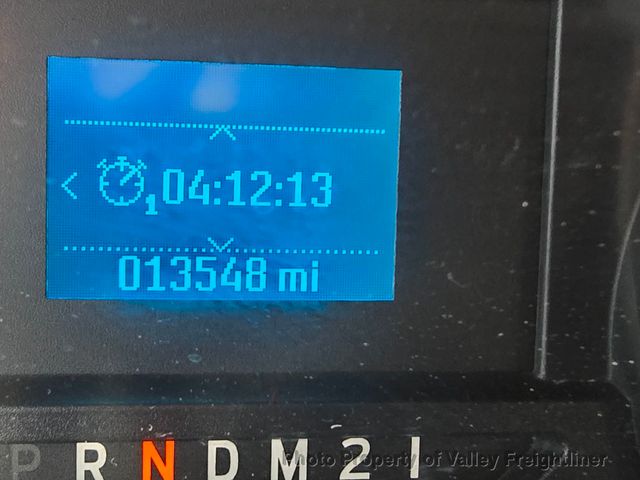 1 04:12:13
013548 mi
P R N D M 2 1
Photo Property of Valley Freightliner